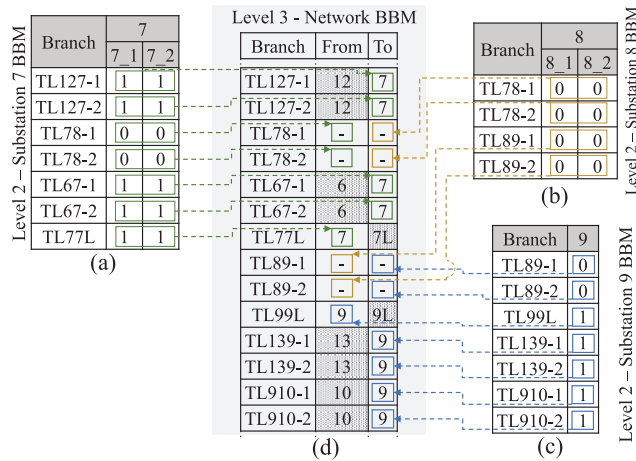 Level 2 – Substation 7 BBM
Branch 7
7_1 7_2
TL127-1 1 1
TL127-2 1 1
TL78-1 0 0
TL78-2 0 0
TL67-1 1 1
TL67-2 1 1
TL77L 1 1
(a)
Level 3 - Network BBM
Branch From To
TL127-1 12 7
TL127-2 12 7
TL78-1 - -
TL78-2 - -
TL67-1 6 7
TL67-2 6 7
TL77L 7 7L
TL89-1 - -
TL89-2 - -
TL99L 9 9L
TL139-1 13 9
TL139-2 13 9
TL910-1 10 9
TL910-2 10 9
(d)
Branch 8
8_1 8_2
TL78-1 0 0
TL78-2 0 0
TL89-1 0 0
TL89-2 0 0
(b)
Level 2 – Substation 8 BBM
Branch 9
TL89-1 0
TL89-2 0
TL99L 1
TL139-1 1
TL139-2 1
TL910-1 1
TL910-2 1
(c)
Level 2 – Substation 9 BBM